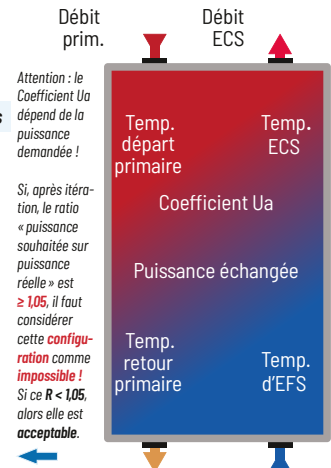 Débit
prim.
Débit
ECS
Attention : le
Coefficient Ua
dépend de la
puissance
demandée !
Si, après itéra-
tion, le ratio
« puissance
souhaitée sur
puissance
réelle » est
≥ 1,05, il faut
considérer
cette configu-
ration comme
impossible !
Si ce R < 1,05,
alors elle est
acceptable.
Temp.
départ
primaire
Temp.
ECS
Coefficient Ua
Puissance échangée
Temp.
retour
primaire
Temp.
d'EFS